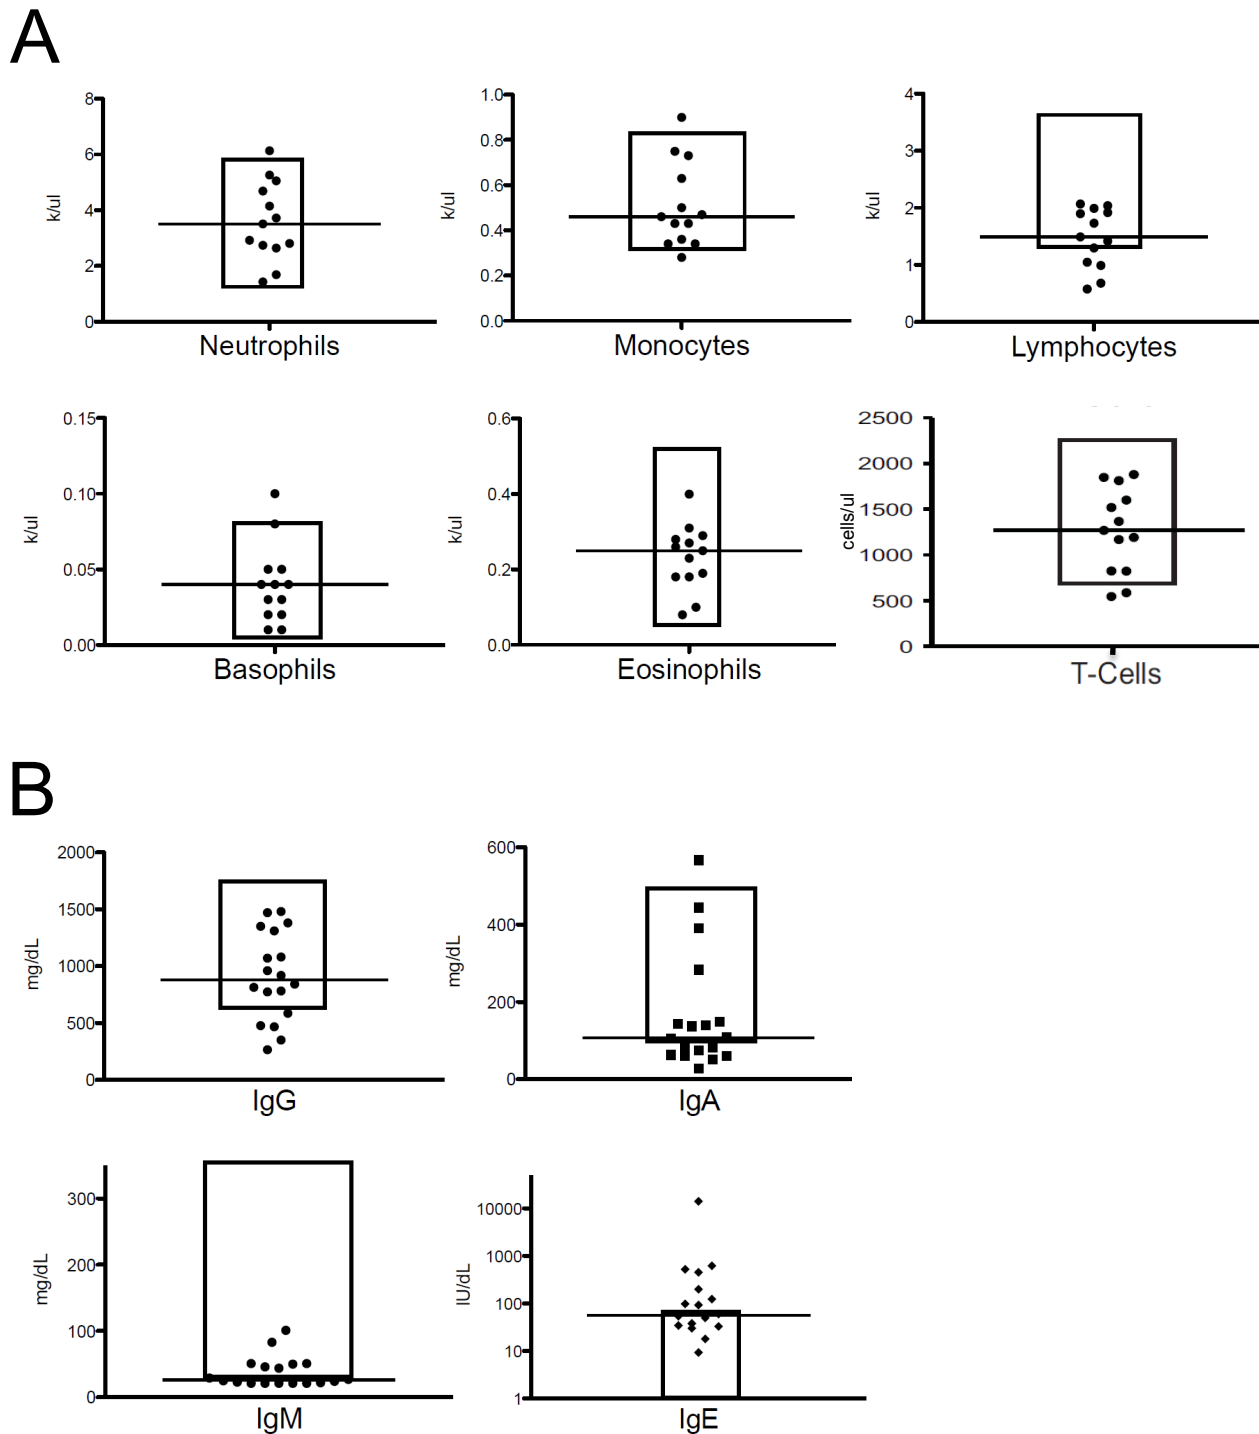 A
8
6
4
2
0
k/ul
Neutrophils
1.0
0.8
0.6
0.4
0.2
0.0
k/ul
Monocytes
4
3
2
1
0
k/ul
Lymphocytes
0.15
0.10
0.05
0.00
k/ul
Basophils
0.6
0.4
0.2
0.0
k/ul
Eosinophils
2500
2000
1500
1000
500
0
cells/ul
T-Cells
B
2000
1500
1000
500
0
mg/dL
IgG
600
400
200
0
mg/dL
IgA
300
200
100
0
mg/dL
IgM
10000
1000
100
10
1
IU/dL
IgE